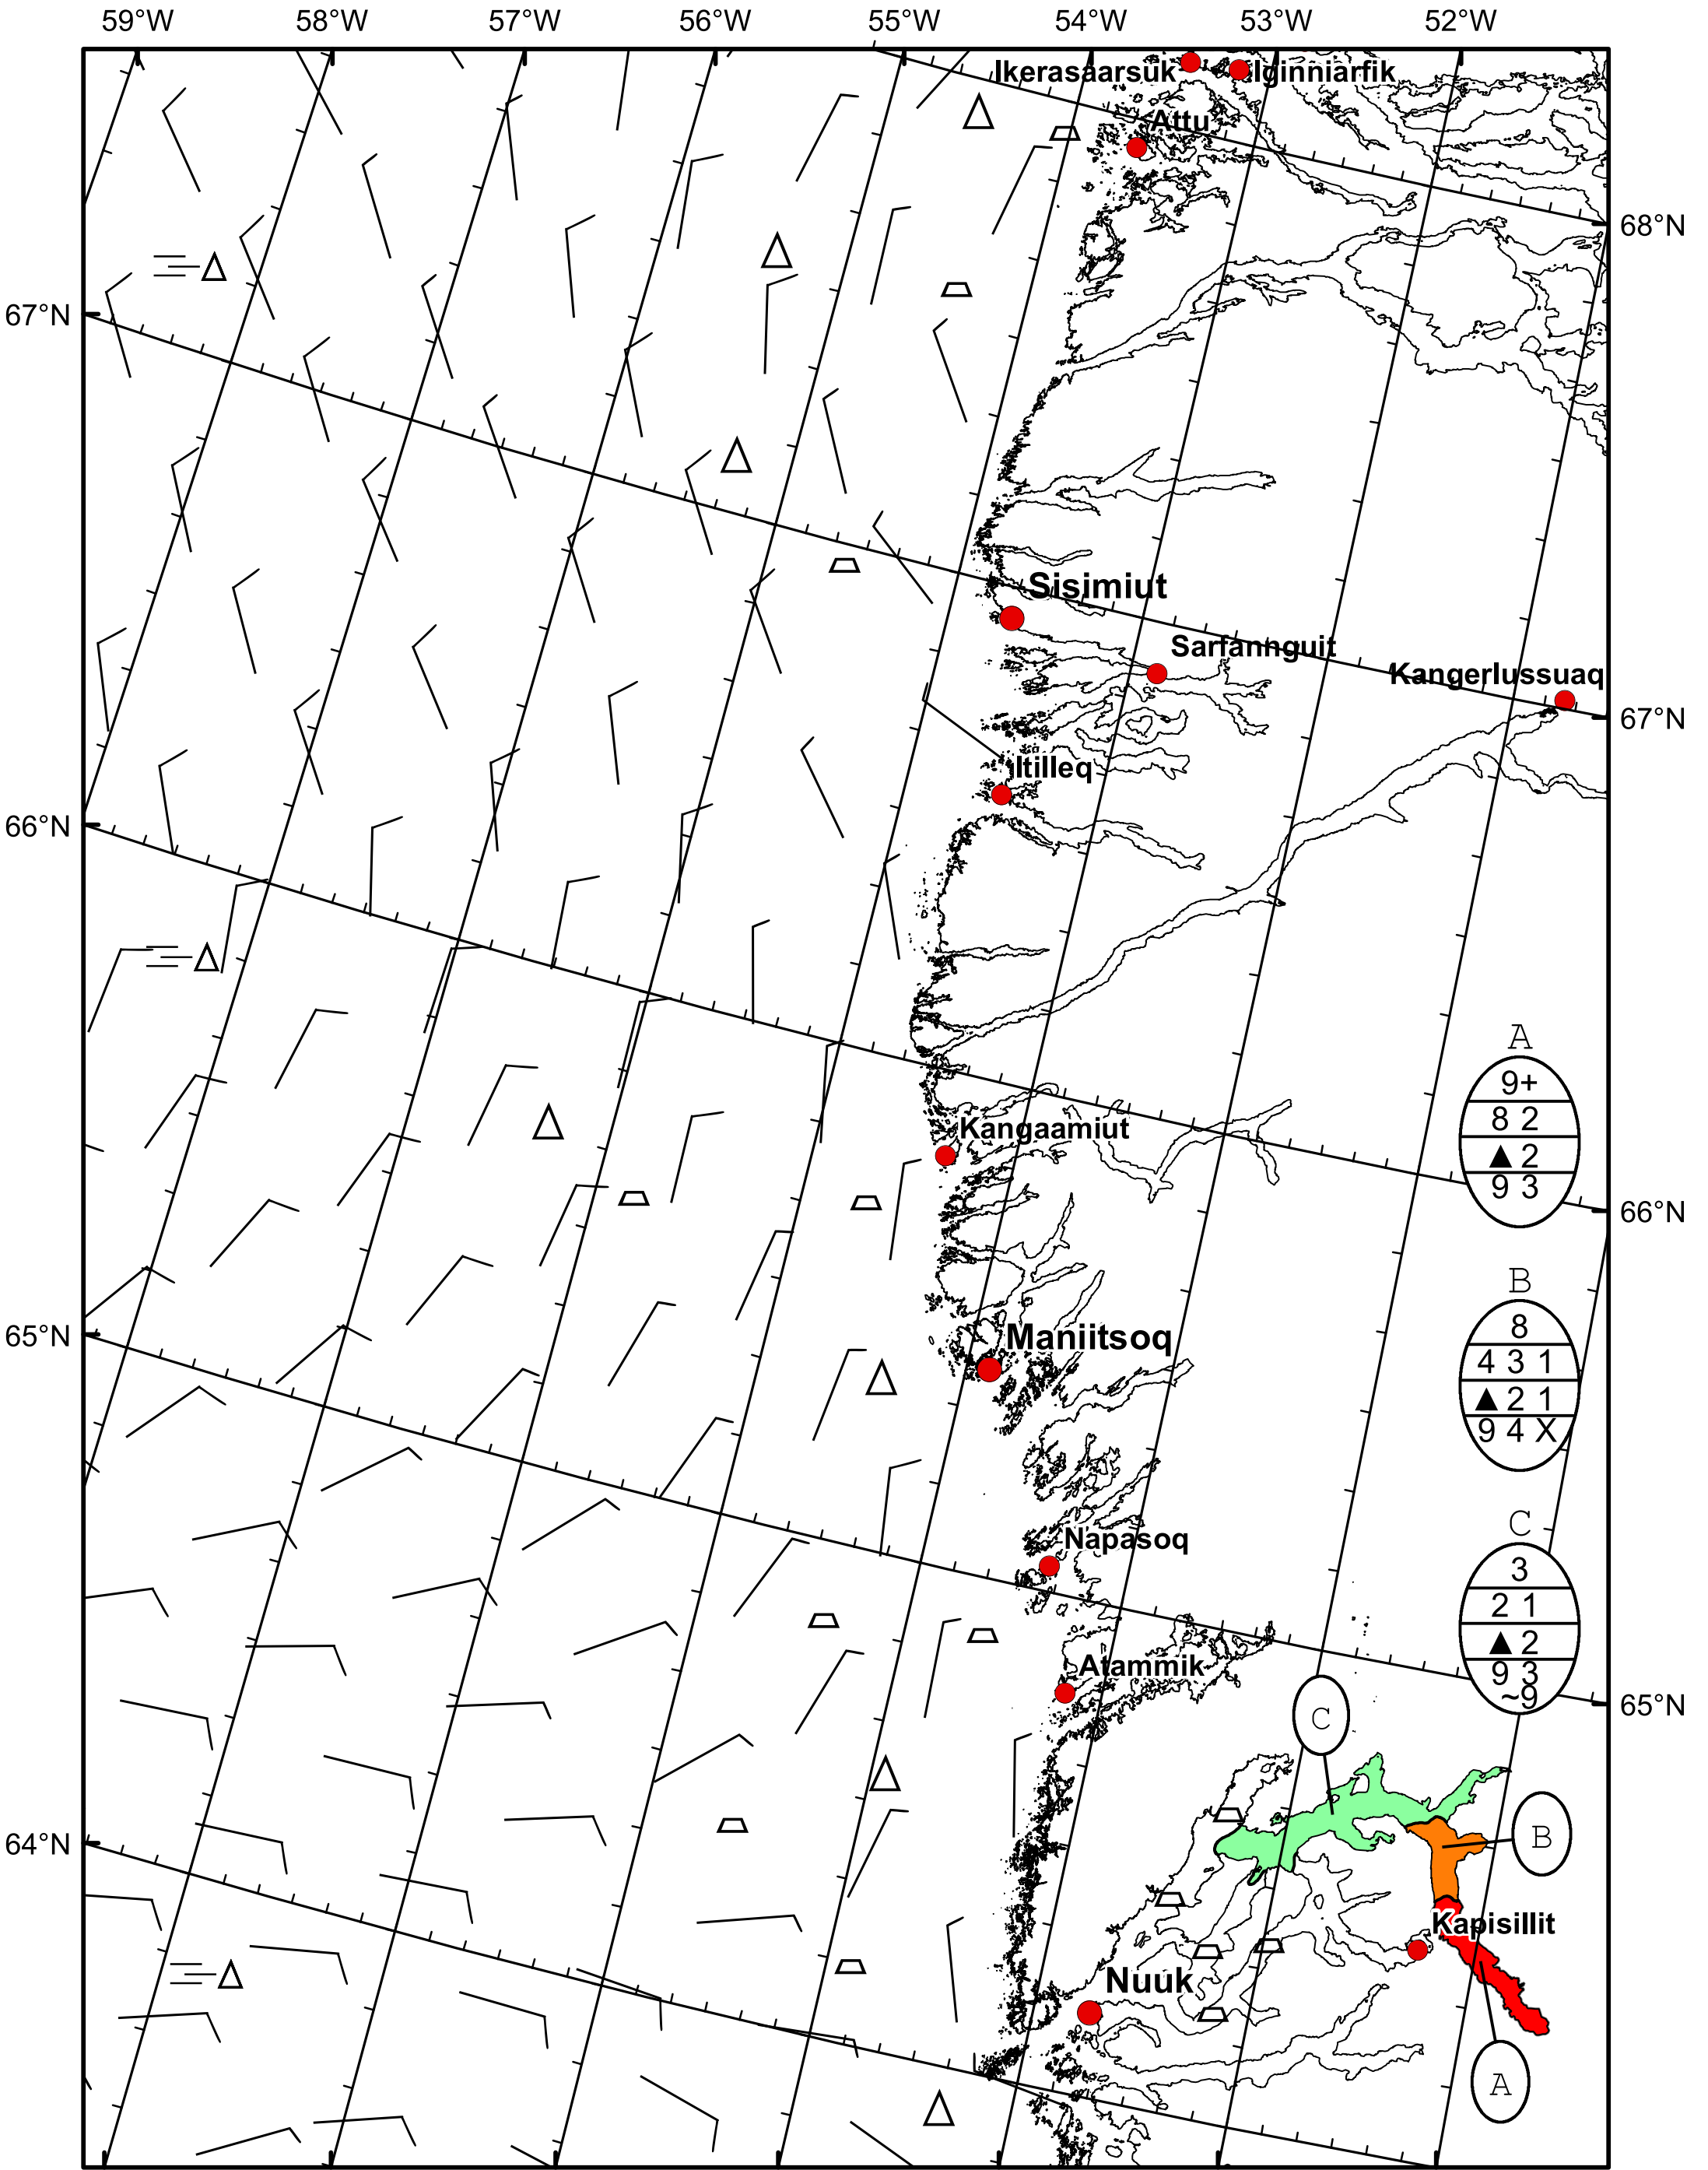 59°W 58°W 57°W 56°W 55°W 54°W 53°W 52°W
Ikerasaarsuk Iginniarfik
Attu
68°N
67°N
Sisimiut
Sarfannguit
Kangerlussuaq
67°N
Itilleq
66°N
A
9+
8 2
▲ 2
9 3
Kangaamiut
66°N
B
8
4 3 1
▲ 2 1
9 4 X
65°N
Maniitsoq
C
3
2 1
▲ 2
9 3
~9
Napasoq
Atammik
65°N
C
B
64°N
Kapisillit
Nuuk
A